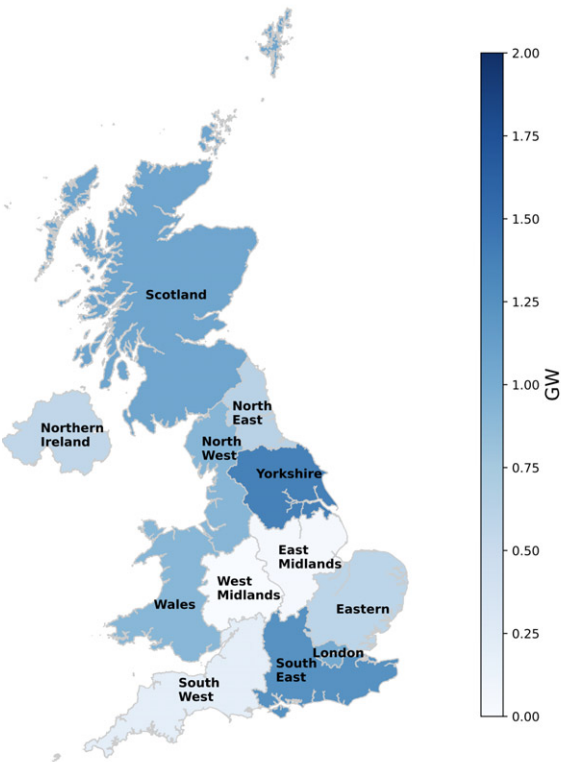 2.00
1.75
1.50
1.25
1.00
0.75
0.50
0.25
0.00
GW
Scotland
North
East
Northern
Ireland
North
West
Yorkshire
East
Midlands
West
Midlands
Wales
Eastern
London
South
East
South
West